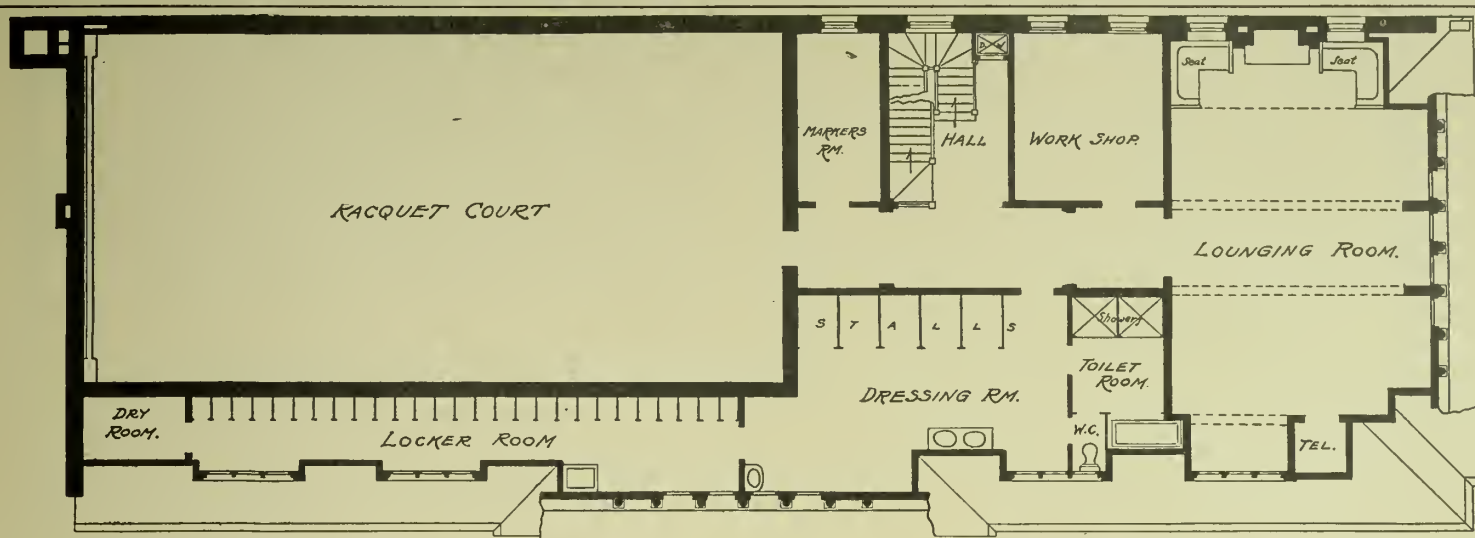 Seat
Seat
D.W.
MARKERS
RM.
HALL
WORK SHOP.
RACQUET COURT
LOUNGING ROOM.
S T A L L S
Showers
TOILET
ROOM.
DRESSING RM.
DRY
ROOM.
LOCKER ROOM
W.C.
TEL.